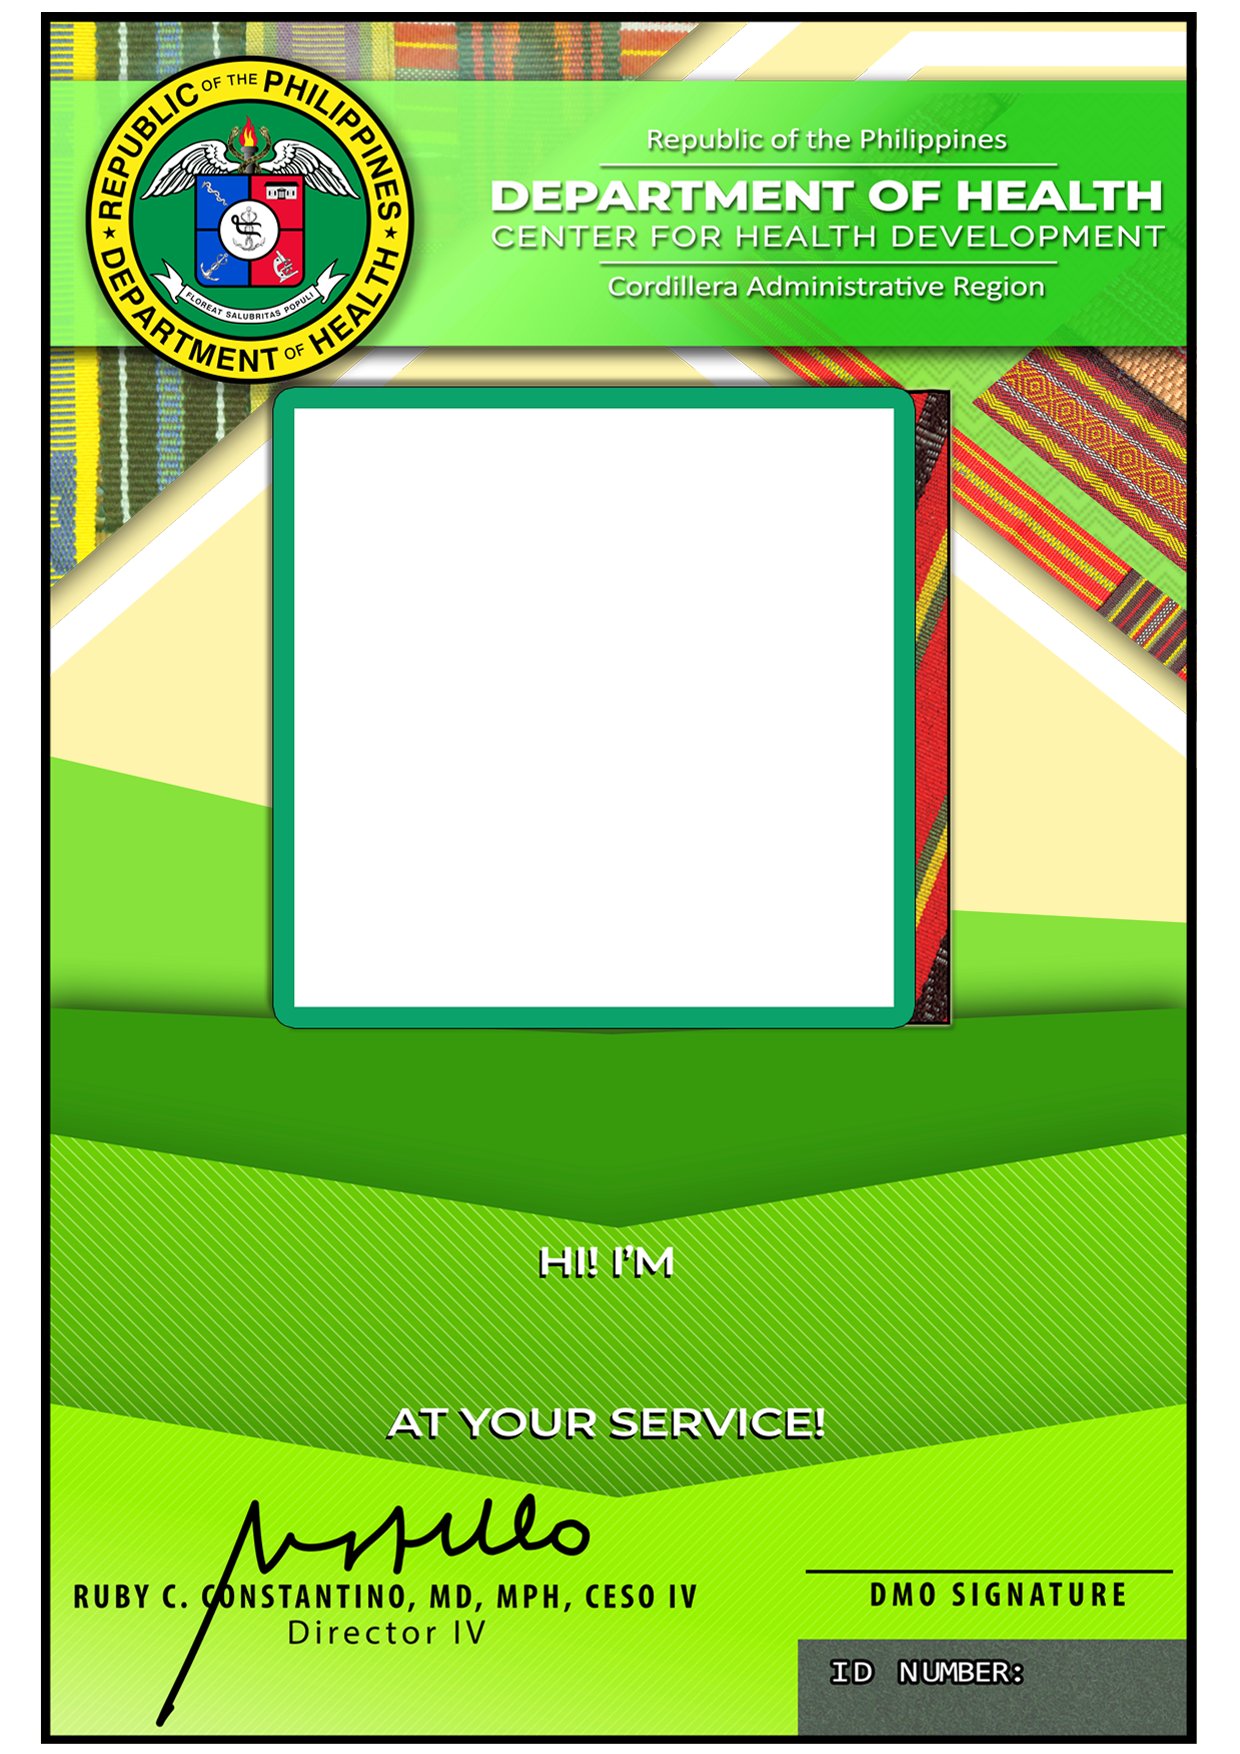 REPUBLIC OF THE PHILIPPINES
DEPARTMENT OF HEALTH
FLOREAT SALUBRITAS POPULI
Republic of the Philippines
DEPARTMENT OF HEALTH
CENTER FOR HEALTH DEVELOPMENT
Cordillera Administrative Region
HI! I'M
AT YOUR SERVICE!
RUBY C. CONSTANTINO, MD, MPH, CESO IV
Director IV
DMO SIGNATURE
ID NUMBER: